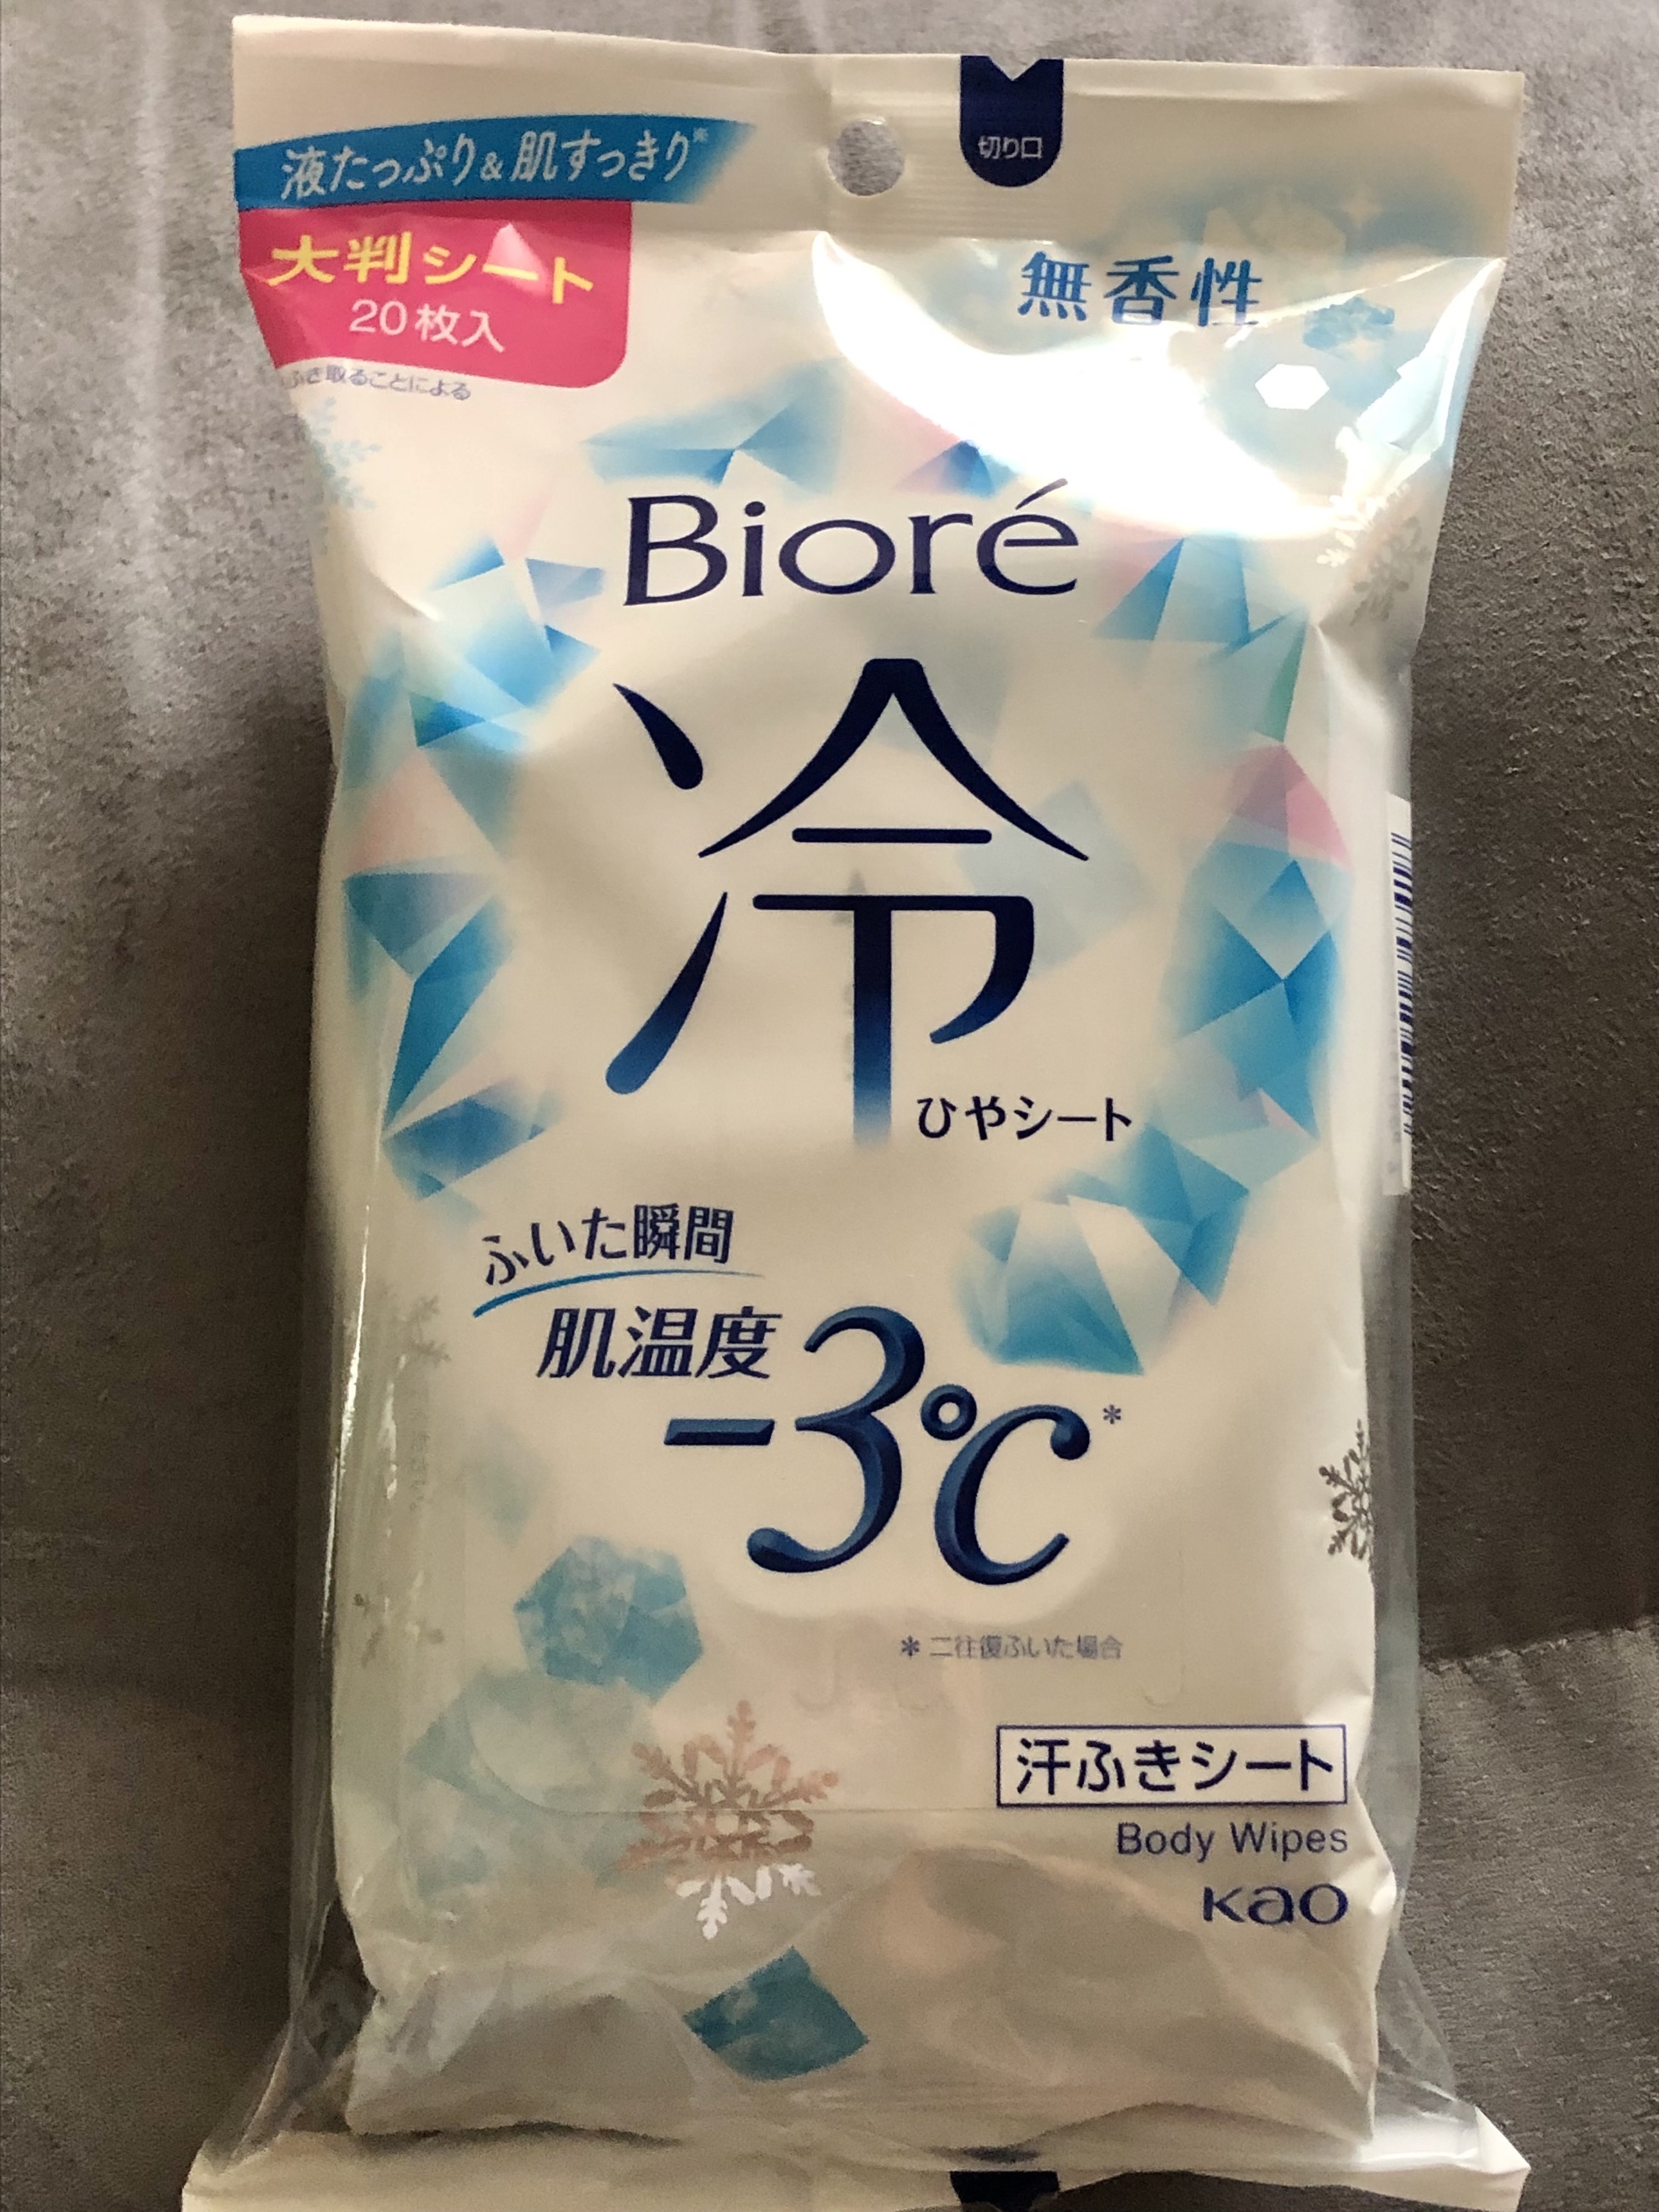 切り口
液たっぷり&肌すっきり※
大判シート
20枚入
ふき取ることによる
無香性
Bioré
冷
ひやシート
ふいた瞬間
肌温度
-3℃*
*二往復ふいた場合
汗ふきシート
Body Wipes
Kao